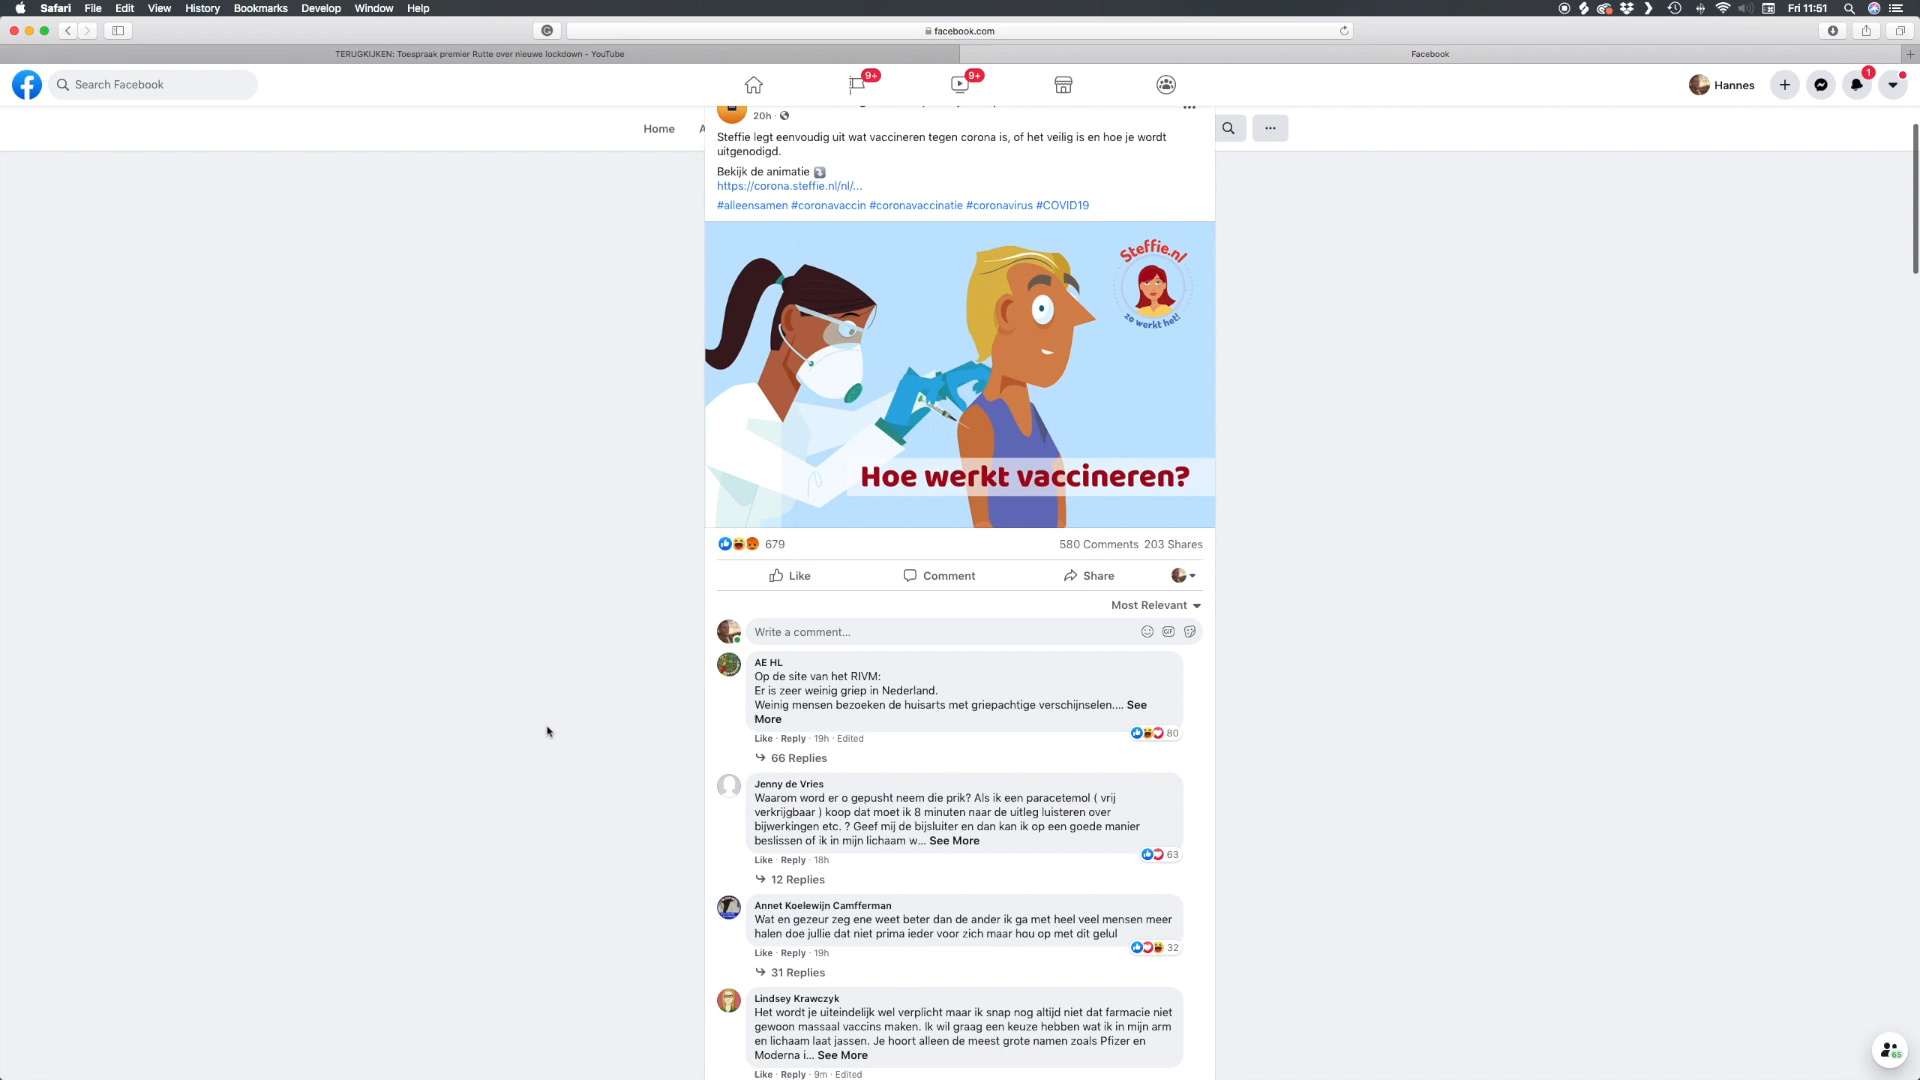 Safari File Edit View History Bookmarks Develop Window Help
Fri 11:51
facebook.com
TERUGKIJKEN: Toespraak premier Rutte over nieuwe lockdown - YouTube
Facebook
Search Facebook
9+
9+
Hannes
1
Home
20h ·
Steffie legt eenvoudig uit wat vaccineren tegen corona is, of het veilig is en hoe je wordt
uitgenodigd.
Bekijk de animatie
https://corona.steffie.nl/nl/...
#alleensamen #coronavaccin #coronavaccinatie #coronavirus #COVID19
Steffie.nl
zo werkt het!
Hoe werkt vaccineren?
679
580 Comments 203 Shares
Like
Comment
Share
Most Relevant
Write a comment...
GIF
AE HL
Op de site van het RIVM:
Er is zeer weinig griep in Nederland.
Weinig mensen bezoeken de huisarts met griepachtige verschijnselen.... See
More
80
Like · Reply · 19h · Edited
66 Replies
Jenny de Vries
Waarom word er o gepusht neem die prik? Als ik een paracetemol ( vrij
verkrijgbaar ) koop dat moet ik 8 minuten naar de uitleg luisteren over
bijwerkingen etc. ? Geef mij de bijsluiter en dan kan ik op een goede manier
beslissen of ik in mijn lichaam w... See More
63
Like · Reply · 18h
12 Replies
Annet Koelewijn Camfferman
Wat en gezeur zeg ene weet beter dan de ander ik ga met heel veel mensen meer
halen doe jullie dat niet prima ieder voor zich maar hou op met dit gelul
32
Like · Reply · 19h
31 Replies
Lindsey Krawczyk
Het wordt je uiteindelijk wel verplicht maar ik snap nog altijd niet dat farmacie niet
gewoon massaal vaccins maken. Ik wil graag een keuze hebben wat ik in mijn arm
en lichaam laat jassen. Je hoort alleen de meest grote namen zoals Pfizer en
Moderna i... See More
Like · Reply · 9m · Edited
65